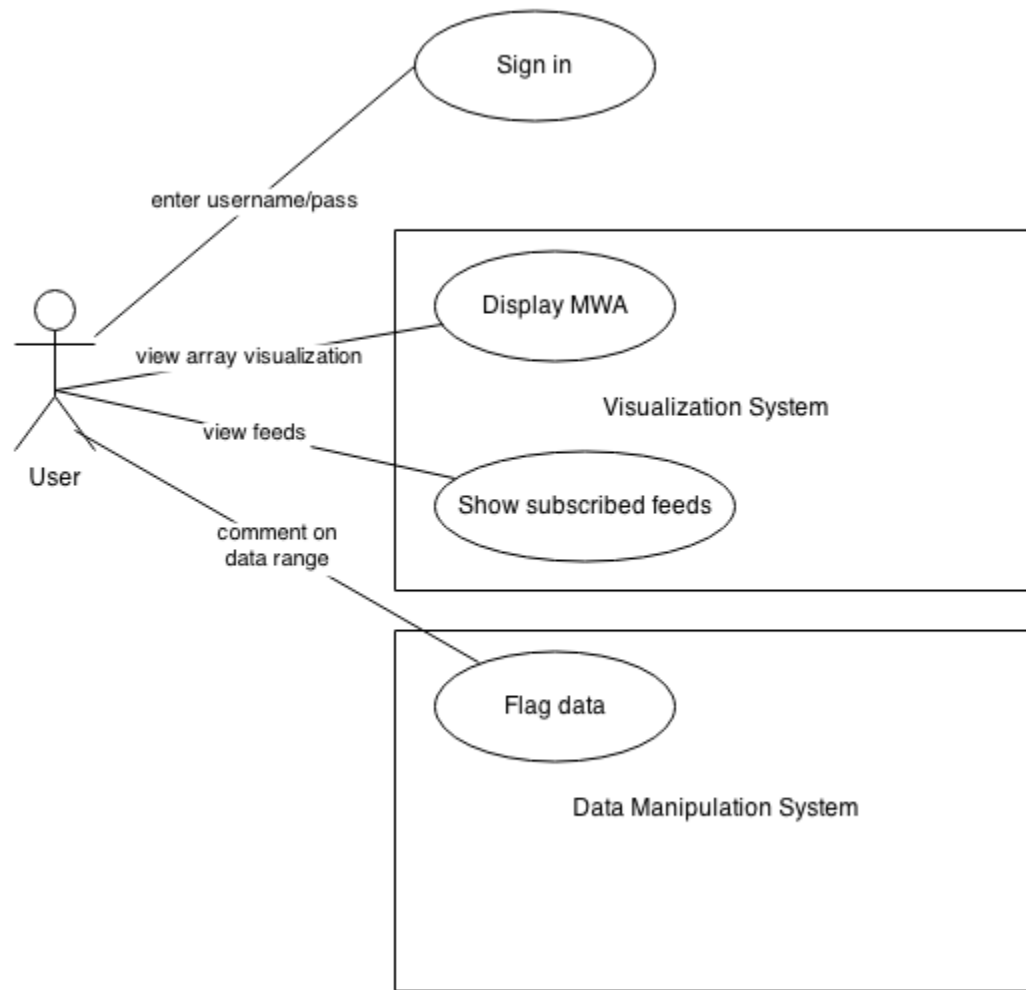 Sign in
enter username/pass
Display MWA
view array visualization
Visualization System
view feeds
User
Show subscribed feeds
comment on
data range
Flag data
Data Manipulation System